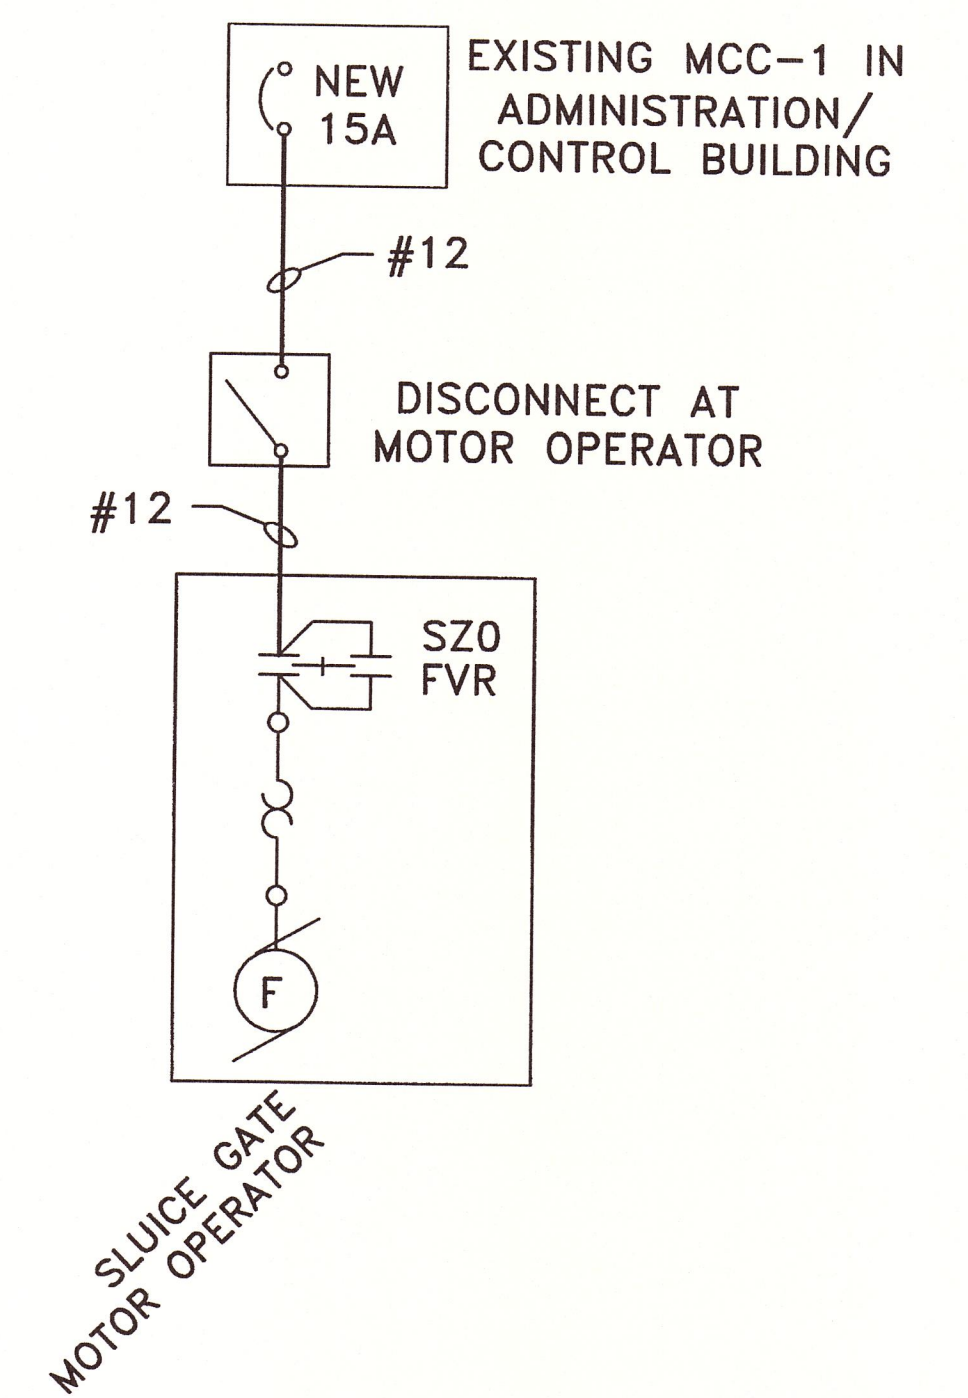 NEW
15A
EXISTING MCC-1 IN
ADMINISTRATION/
CONTROL BUILDING
#12
DISCONNECT AT
MOTOR OPERATOR
#12
SZ0
FVR
F
SLUICE GATE
MOTOR OPERATOR